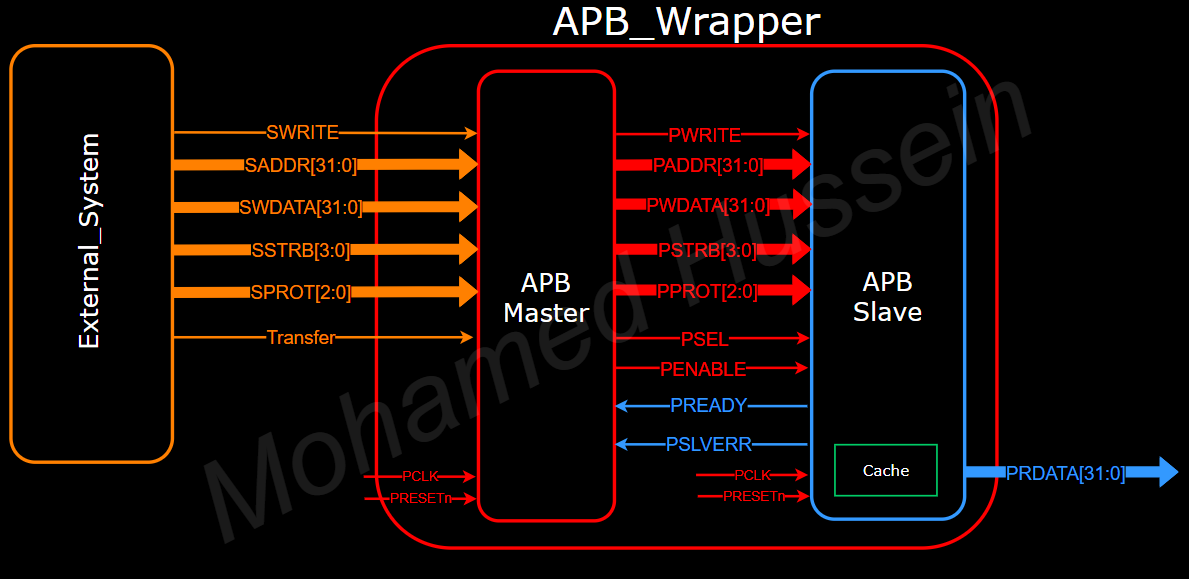 APB_Wrapper
External_System
SWRITE
SADDR[31:0]
SWDATA[31:0]
SSTRB[3:0]
SPROT[2:0]
Transfer
PCLK
PRESETn
APB
Master
PWRITE
PADDR[31:0]
PWDATA[31:0]
PSTRB[3:0]
PPROT[2:0]
PSEL
PENABLE
PREADY
PSLVERR
PCLK
PRESETn
APB
Slave
Cache
PRDATA[31:0]
Mohamed Hussein